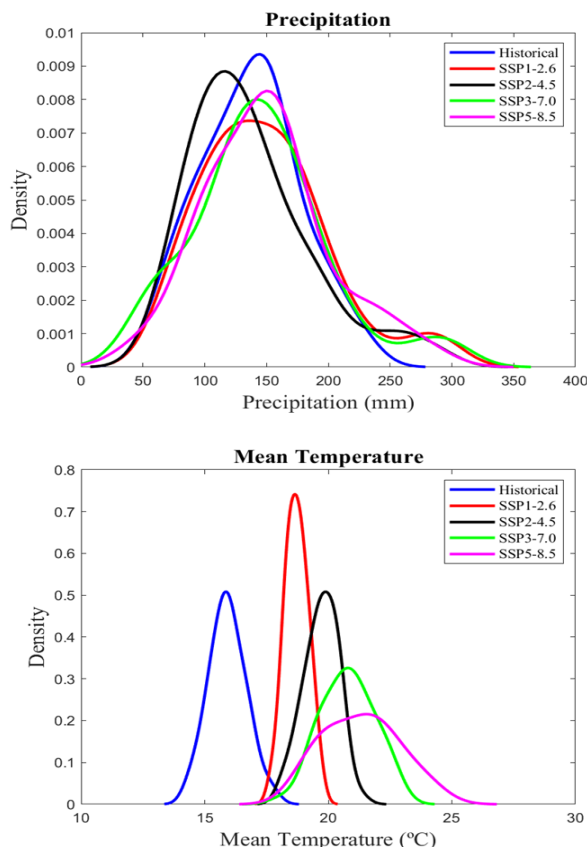 Precipitation
0.01
0.009
0.008
0.007
0.006
0.005
0.004
0.003
0.002
0.001
0
Density
Historical
SSP1-2.6
SSP2-4.5
SSP3-7.0
SSP5-8.5
0 50 100 150 200 250 300 350 400
Precipitation (mm)
Mean Temperature
0.8
0.7
0.6
0.5
0.4
0.3
0.2
0.1
0
Density
Historical
SSP1-2.6
SSP2-4.5
SSP3-7.0
SSP5-8.5
10 15 20 25 30
Mean Temperature (ºC)